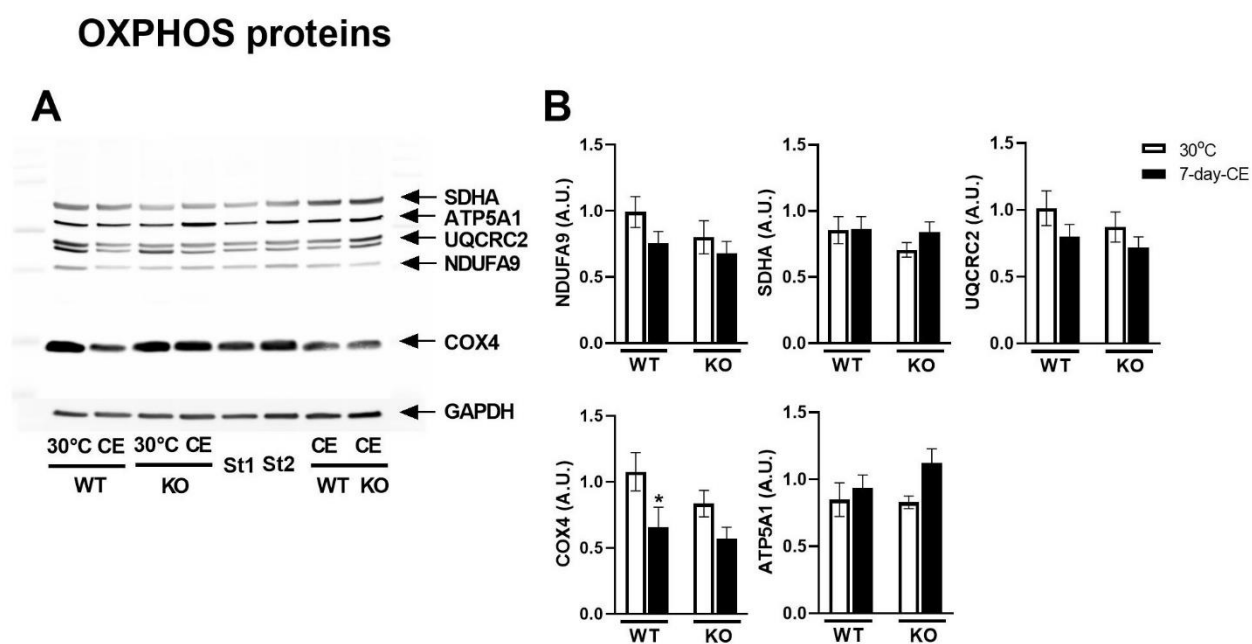 OXPHOS proteins
A
SDHA
ATP5A1
UQCRC2
NDUFA9
COX4
GAPDH
30°C CE 30°C CE St1 St2 CE CE
WT KO WT KO
B
1.5
1.0
0.5
0.0
NDUFA9 (A.U.)
WT KO
1.5
1.0
0.5
0.0
SDHA (A.U.)
WT KO
1.5
1.0
0.5
0.0
UQCRC2 (A.U.)
WT KO
30°C
7-day-CE
1.5
1.0
0.5
0.0
COX4 (A.U.)
*
WT KO
1.5
1.0
0.5
0.0
ATP5A1 (A.U.)
WT KO